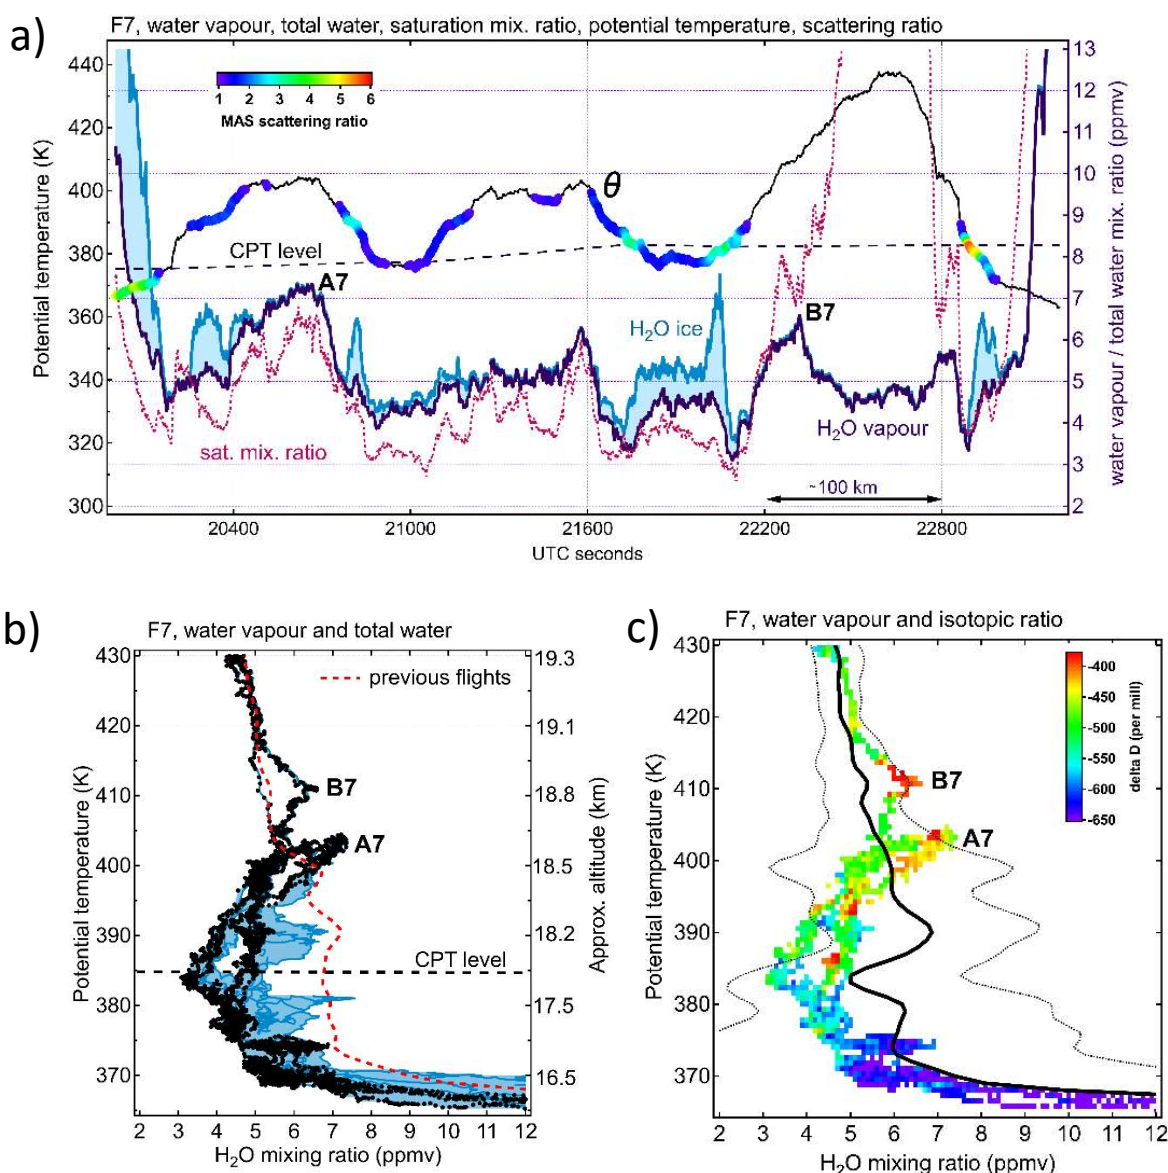 a)
F7, water vapour, total water, saturation mix. ratio, potential temperature, scattering ratio
440
420
400
380
360
340
320
300
Potential temperature (K)
1 2 3 4 5 6
MAS scattering ratio
θ
CPT level
A7
B7
H₂O ice
H₂O vapour
sat. mix. ratio
~100 km
13
12
11
10
9
8
7
6
5
4
3
2
water vapour / total water mix. ratio (ppmv)
20400 21000 21600 22200 22800
UTC seconds
b)
F7, water vapour and total water
430
420
410
400
390
380
370
Potential temperature (K)
previous flights
B7
A7
CPT level
19.3
19.1
18.8
18.5
18.2
17.5
16.5
Approx. altitude (km)
2 3 4 5 6 7 8 9 10 11 12
H₂O mixing ratio (ppmv)
c)
F7, water vapour and isotopic ratio
430
420
410
400
390
380
370
Potential temperature (K)
-400
-450
-500
-550
-600
-650
delta D (per mill)
B7
A7
2 3 4 5 6 7 8 9 10 11 12
H₂O mixing ratio (ppmv)